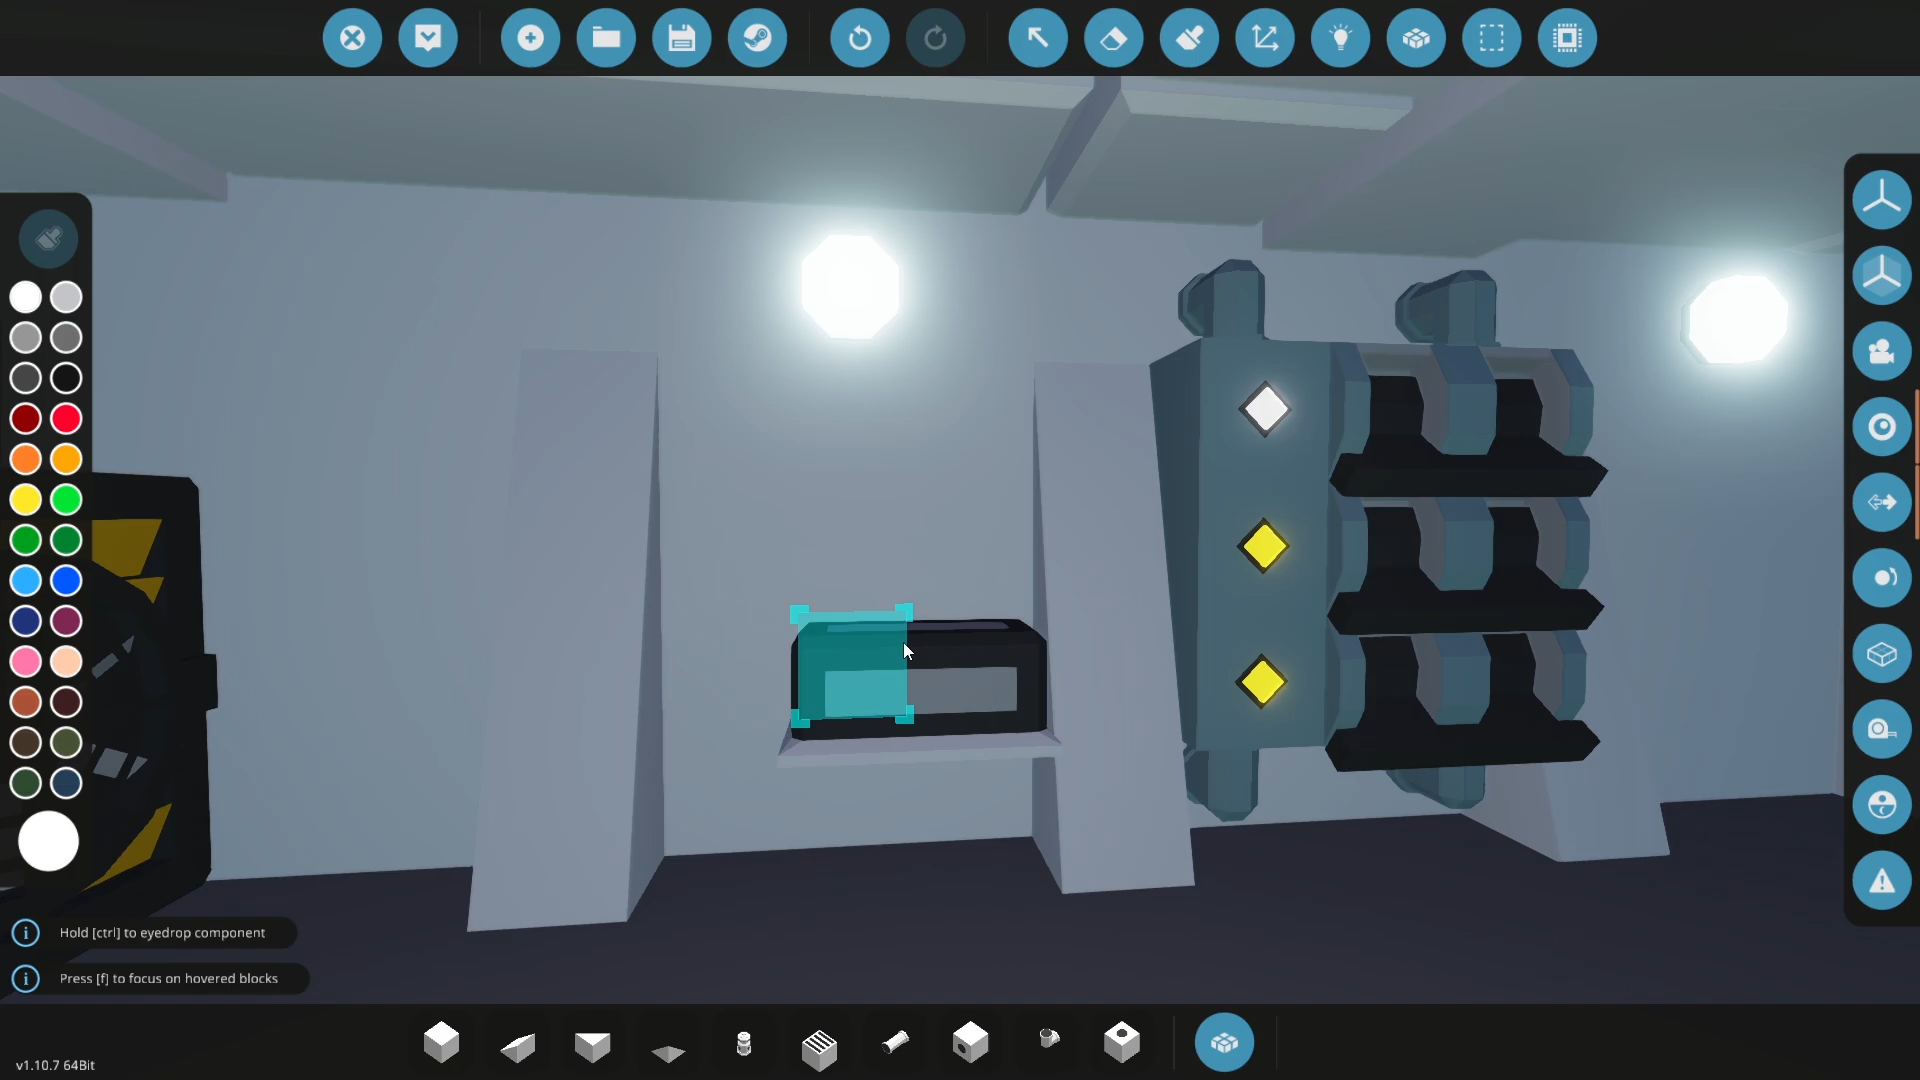 Hold [ctrl] to eyedrop component
Press [f] to focus on hovered blocks
v1.10.7 64Bit